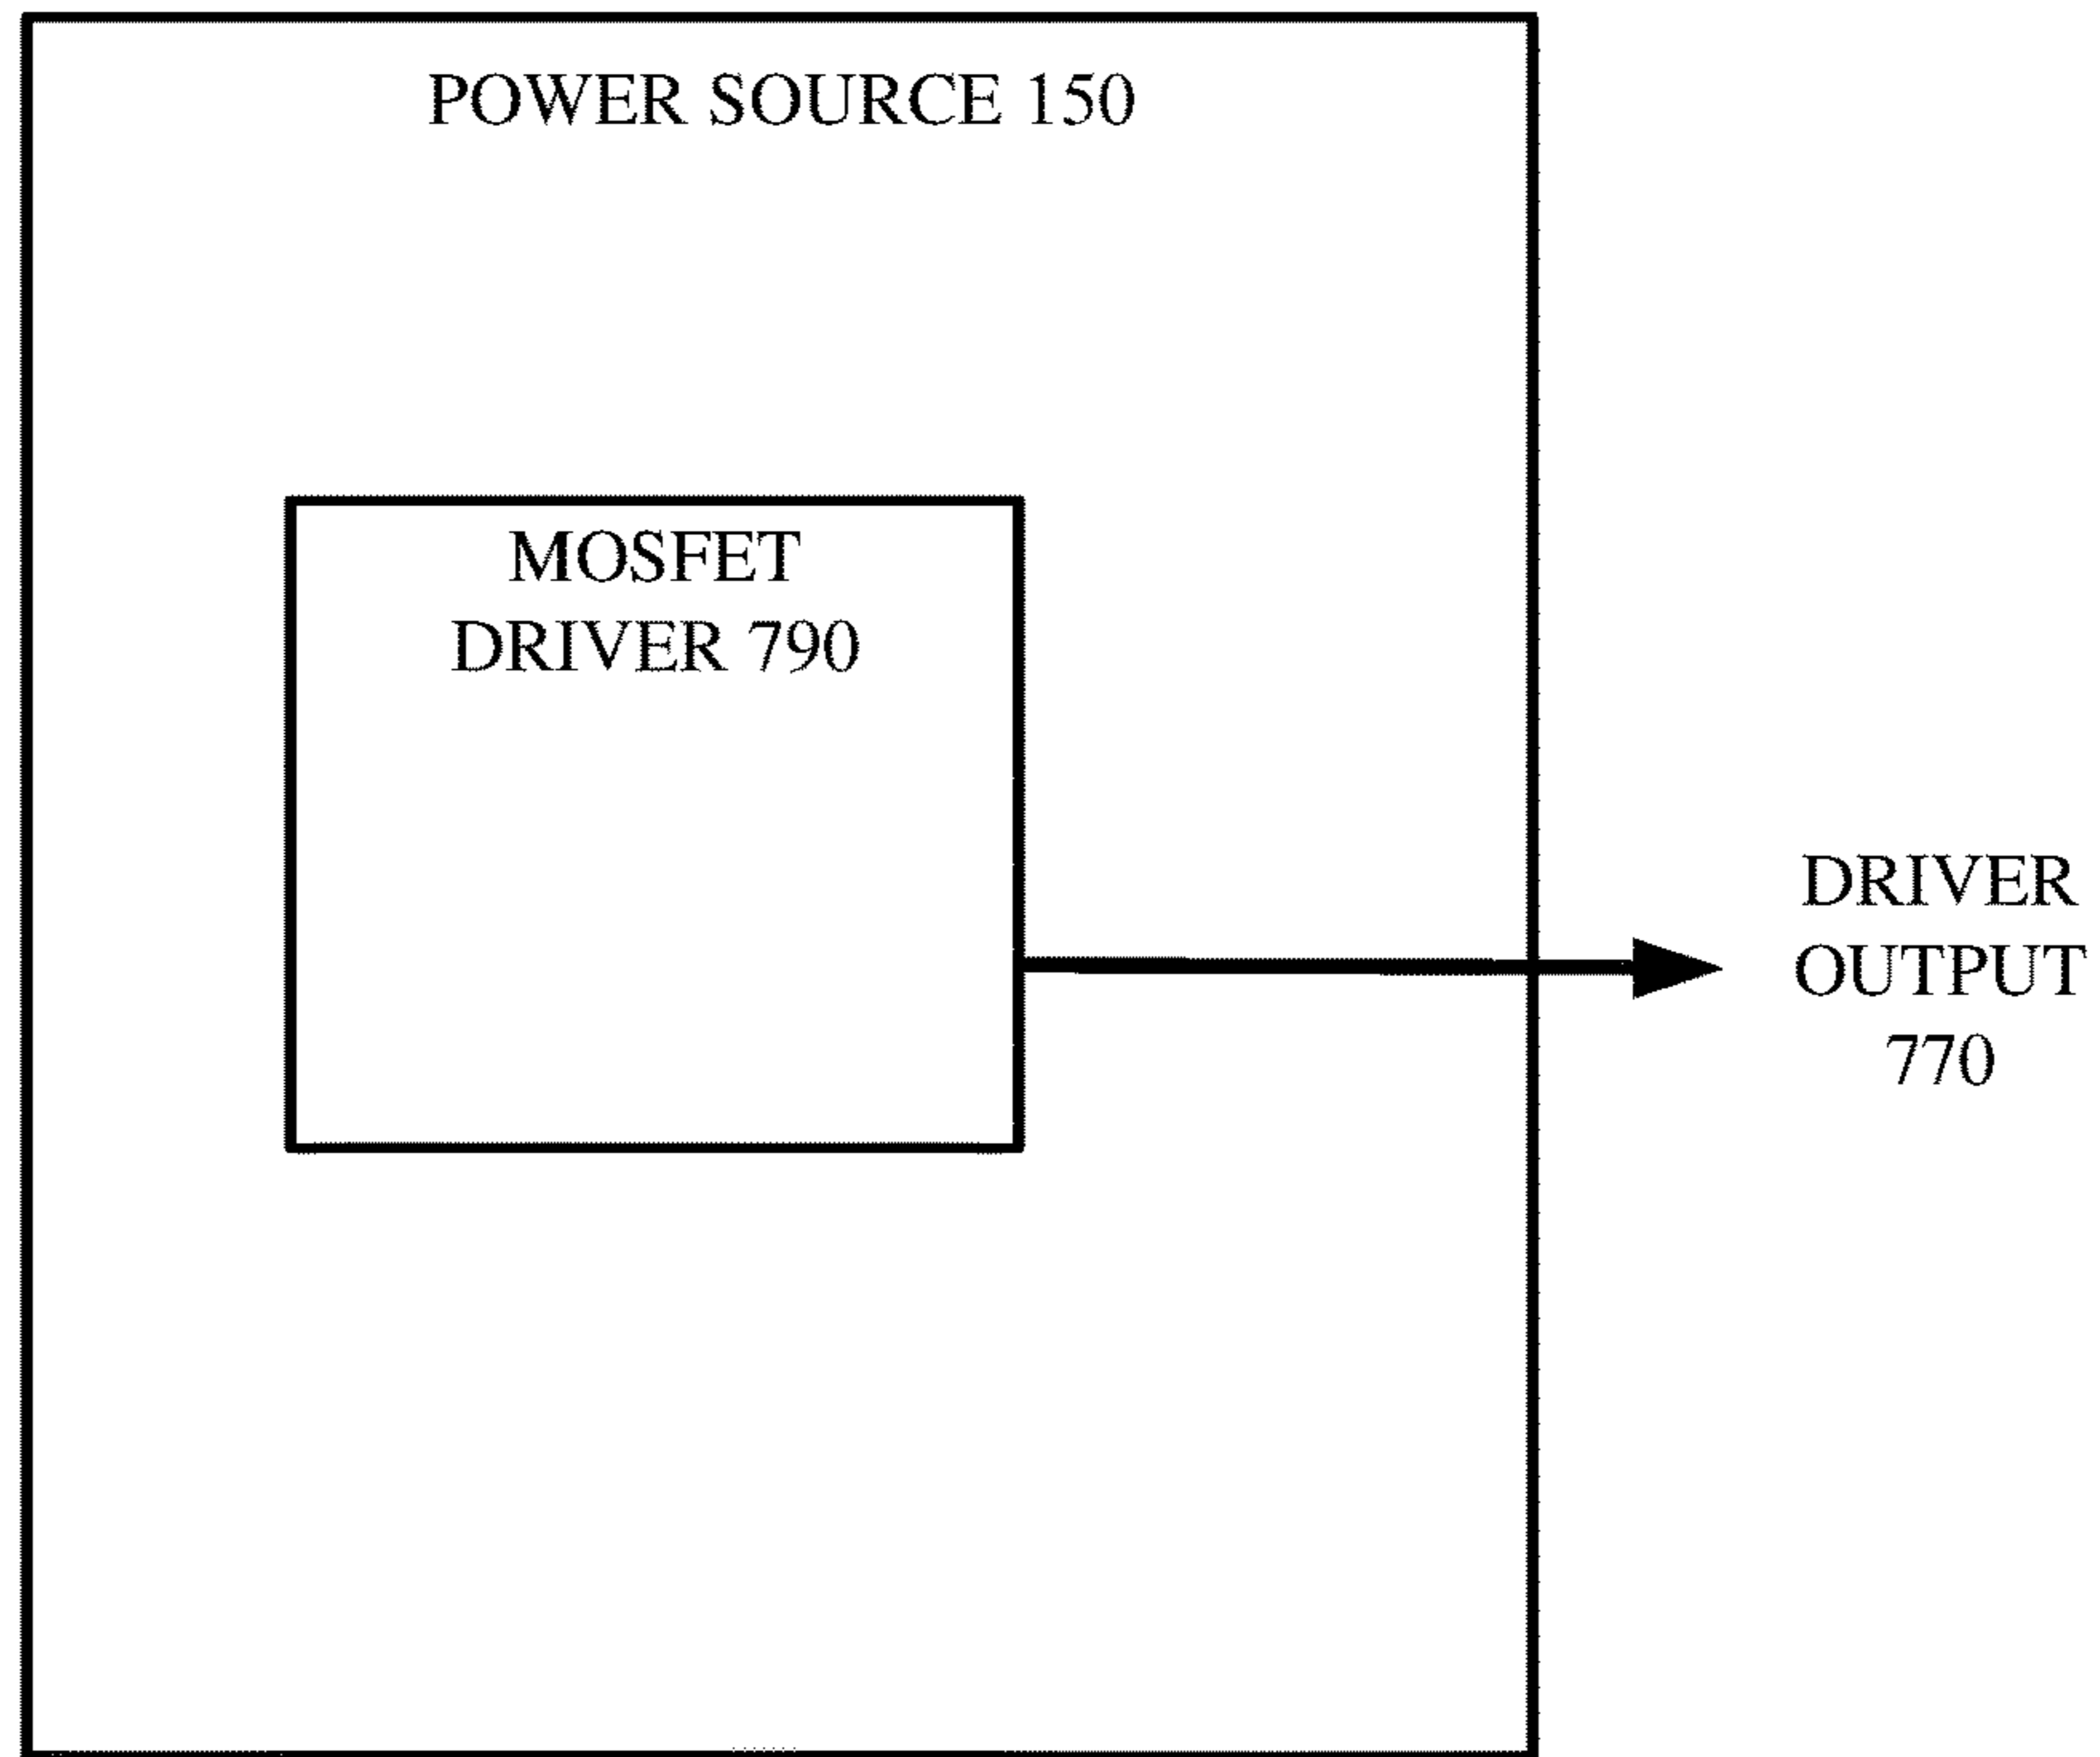 POWER SOURCE 150
MOSFET
DRIVER 790
DRIVER
OUTPUT
770